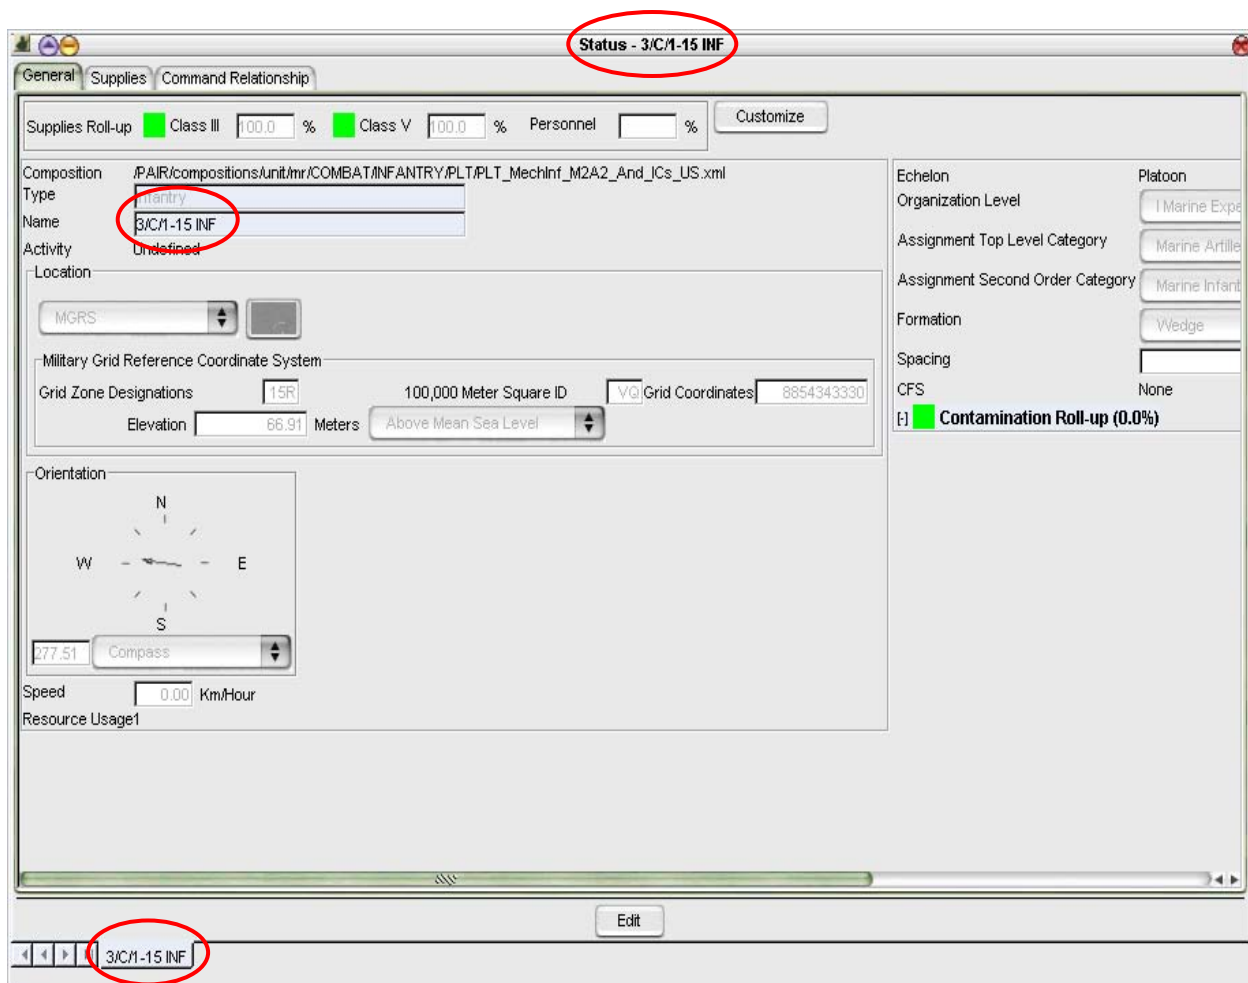 Status - 3/C/1-15 INF
General Supplies Command Relationship
Supplies Roll-up Class III 100.0 % Class V 100.0 % Personnel % Customize
Composition /PAIR/compositions/unit/mr/COMBAT/INFANTRY/PLT/PLT_MechInf_M2A2_And_ICs_US.xml
Type Infantry
Name 3/C/1-15 INF
Activity Undefined
Location
MGRS
Military Grid Reference Coordinate System
Grid Zone Designations 15R 100,000 Meter Square ID VQ Grid Coordinates 8854343330
Elevation 66.91 Meters Above Mean Sea Level
Orientation
N
W E
S
277.51 Compass
Speed 0.00 Km/Hour
Resource Usage1
Echelon Platoon
Organization Level I Marine Expe
Assignment Top Level Category Marine Artille
Assignment Second Order Category Marine Infant
Formation Wedge
Spacing
CFS None
[-] Contamination Roll-up (0.0%)
Edit
3/C/1-15 INF